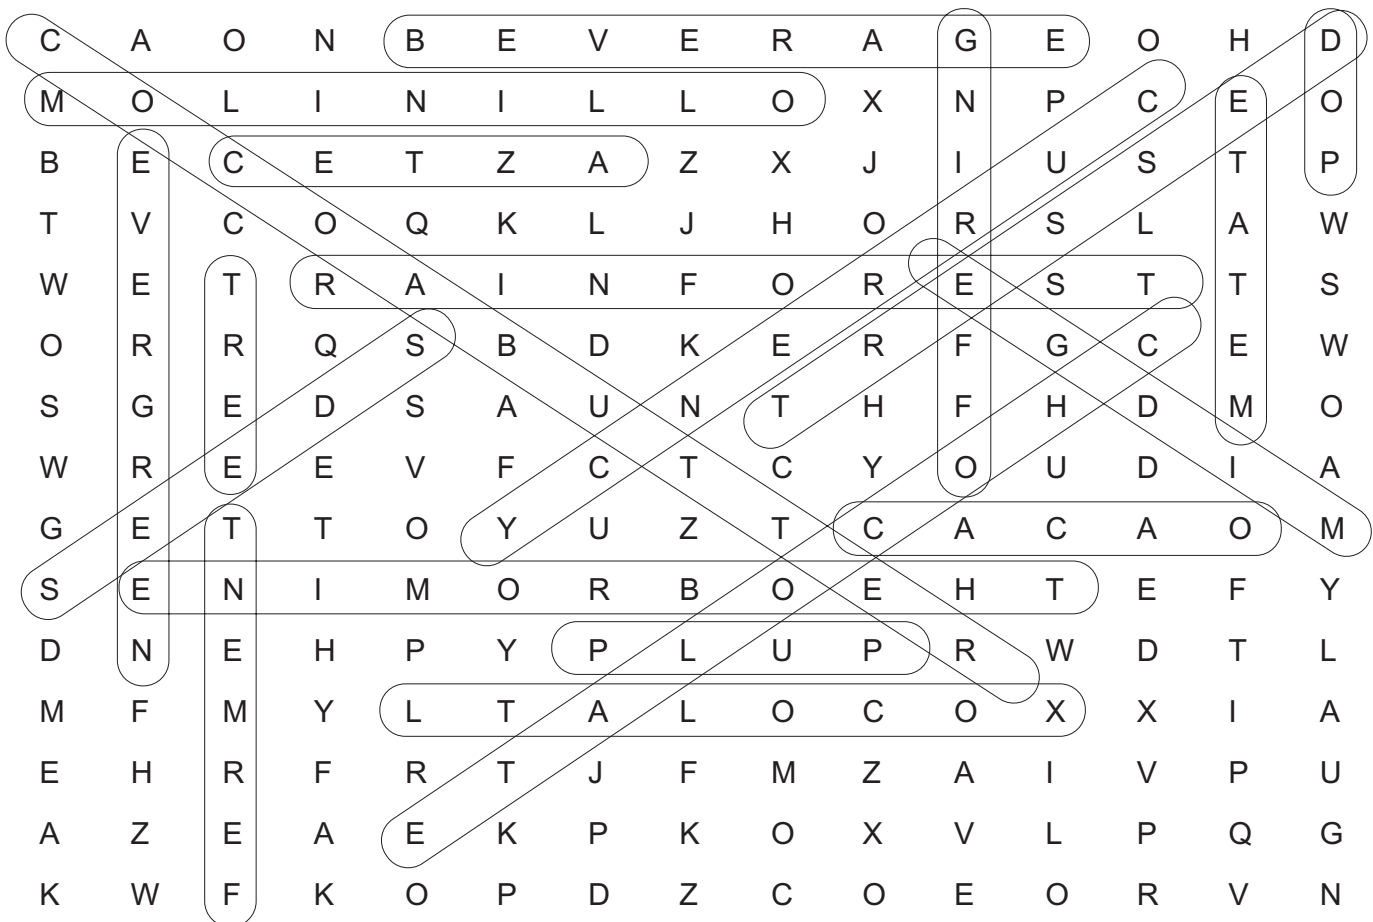 C A O N B E V E R A G E O H D
M O L I N I L L O X N P C E O
B E C E T Z A Z X J I U S T P
T V C O Q K L J H O R S L A W
W E T R A I N F O R E S T T S
O R R Q S B D K E R F G C E W
S G E D S A U N T H F H D M O
W R E E V F C T C Y O U D I A
G E T T O Y U Z T C A C A O M
S E N I M O R B O E H T E F Y
D N E H P Y P L U P R W D T L
M F M Y L T A L O C O X X I A
E H R F R T J F M Z A I V P U
A Z E A E K P K O X V L P Q G
K W F K O P D Z C O E O R V N